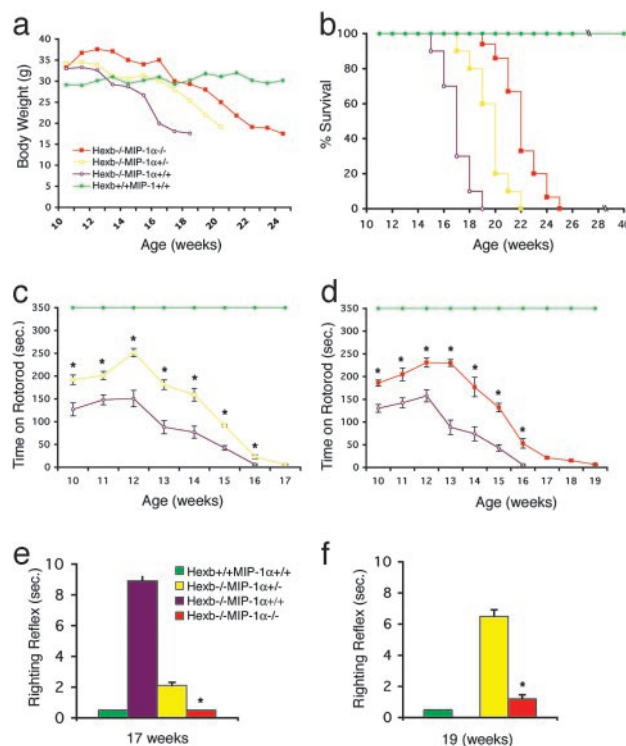 a
Body Weight (g)
40
35
30
25
20
15
10
5
0
Hexb-/-MIP-1α-/-
Hexb-/-MIP-1α+/-
Hexb-/-MIP-1α+/+
Hexb+/+MIP-1+/+
10 12 14 16 18 20 22 24
Age (weeks)
b
% Survival
100
80
60
40
20
0
11 14 17 20 22 24 26 28 40
Age (weeks)
c
Time on Rotorod (sec.)
350
300
250
200
150
100
50
0
* * * * * * *
10 11 12 13 14 15 16 17
Age (weeks)
d
Time on Rotorod (sec.)
350
300
250
200
150
100
50
0
* * * * * * *
10 11 12 13 14 15 16 17 18 19
Age (weeks)
e
Righting Reflex (sec.)
8
6
4
2
0
Hexb+/+MIP-1α+/+
Hexb-/-MIP-1α+/-
Hexb-/-MIP-1α+/+
Hexb-/-MIP-1α-/-
*
17 weeks
f
Righting Reflex (sec.)
8
6
4
2
0
*
19 (weeks)